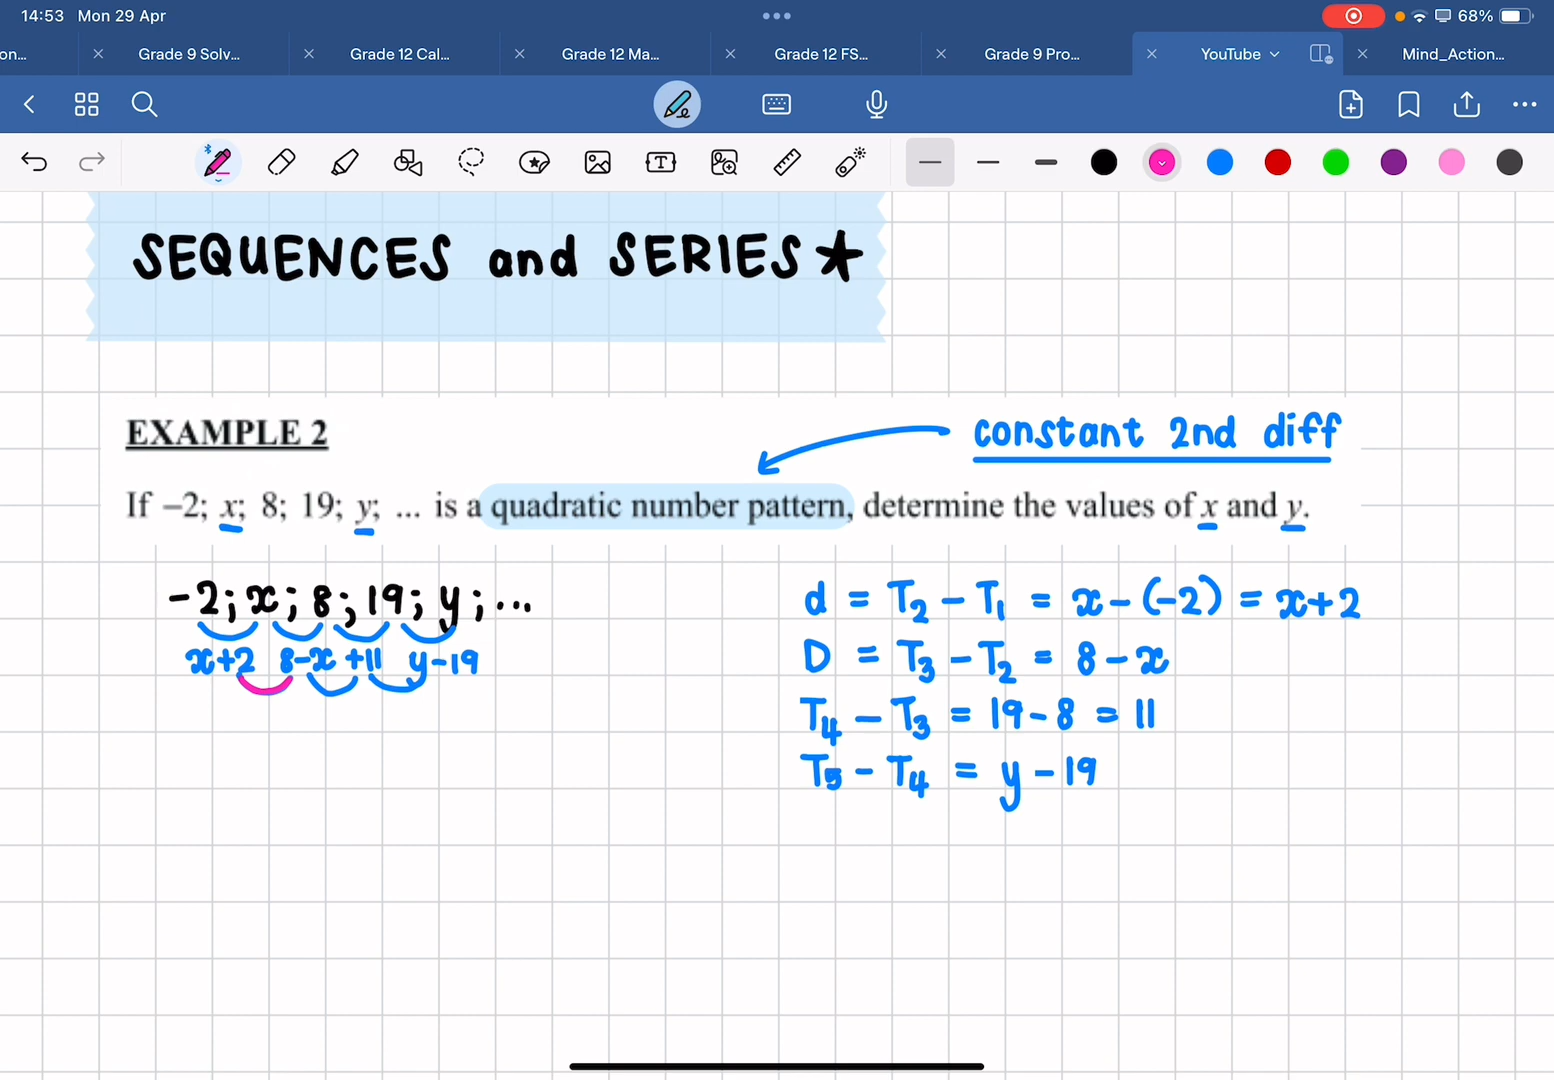 14:53 Mon 29 Apr
68%
on...
Grade 9 Solv...
Grade 12 Cal...
Grade 12 Ma...
Grade 12 FS...
Grade 9 Pro...
YouTube
Mind_Action...
SEQUENCES and SERIES ★
EXAMPLE 2
constant 2nd diff
If –2; x; 8; 19; y; ... is a quadratic number pattern, determine the values of x and y.
-2; x; 8; 19; y; ...
x+2 8-x +11 y-19
d = T₂ - T₁ = x - (-2) = x+2
D = T₃ - T₂ = 8 - x
T₄ - T₃ = 19 - 8 = 11
T₅ - T₄ = y - 19